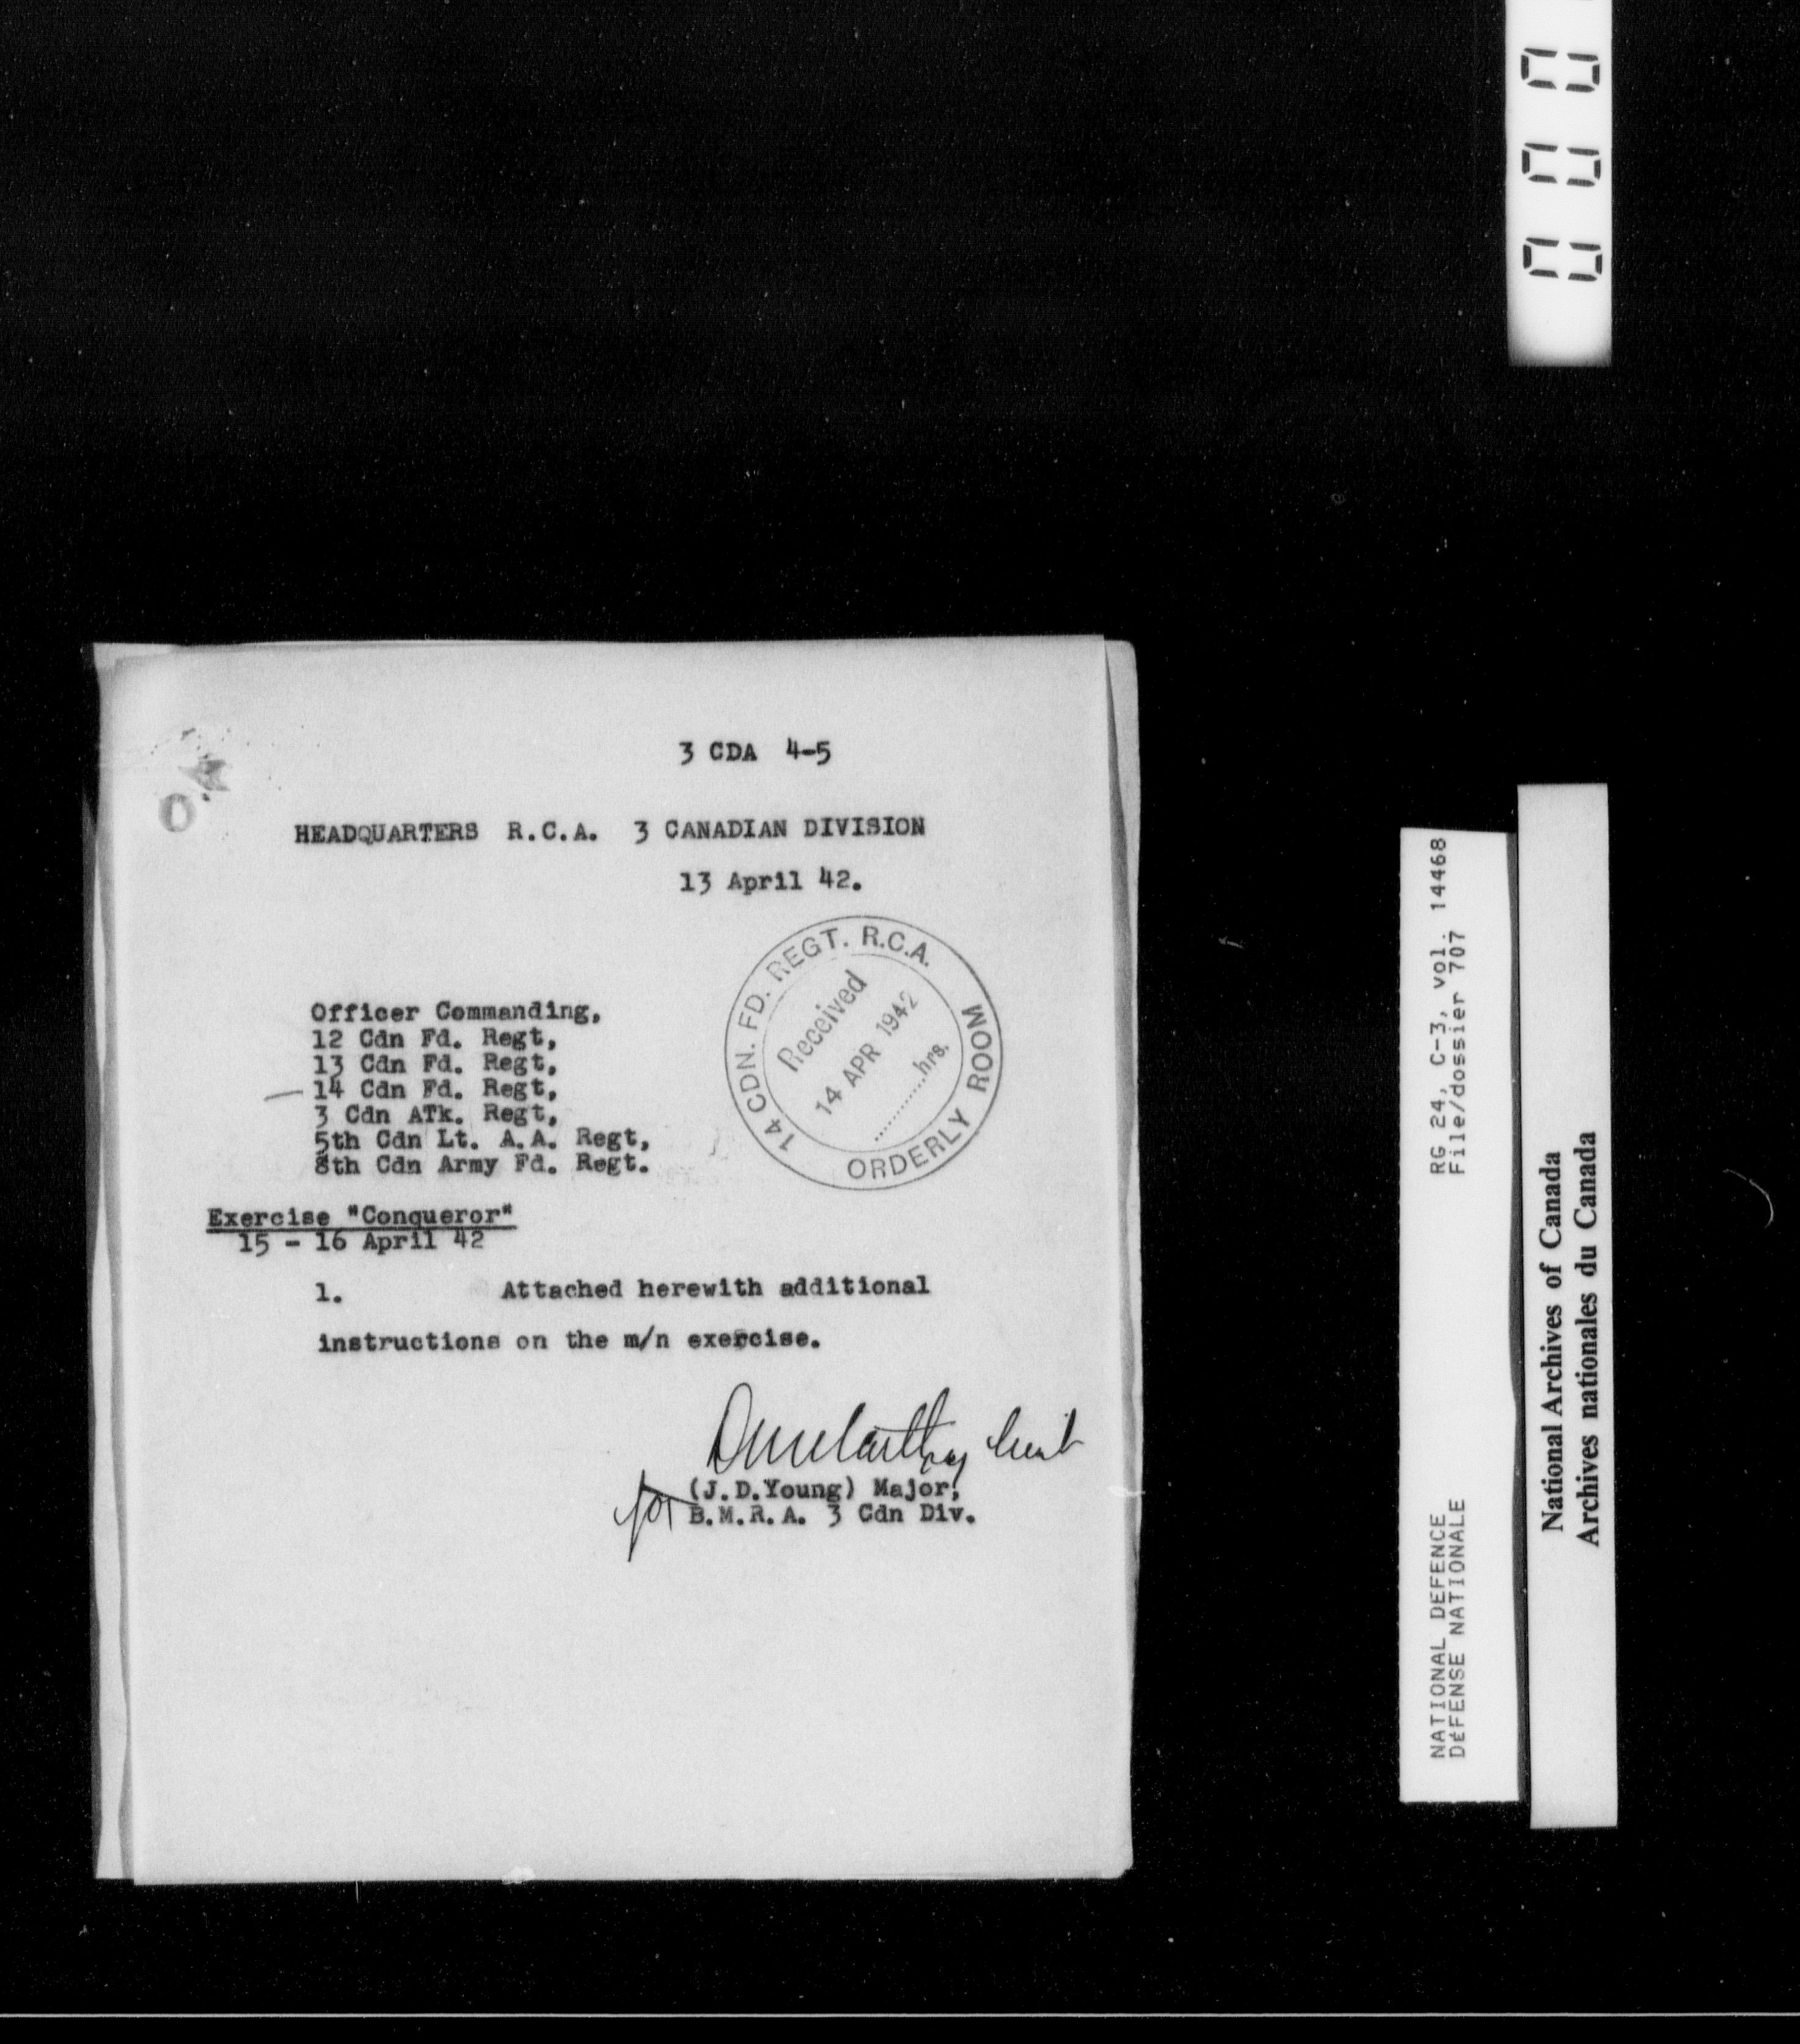 3 CDA 4-5
HEADQUARTERS R.C.A. 3 CANADIAN DIVISION
13 April 42.
14 CDN. FD. REGT. R.C.A.
Received
14 APR 1942
..........hrs.
ORDERLY ROOM
Officer Commanding,
12 Cdn Fd. Regt,
13 Cdn Fd. Regt,
14 Cdn Fd. Regt,
3 Cdn ATk. Regt,
5th Cdn Lt. A.A. Regt,
8th Cdn Army Fd. Regt.
Exercise "Conqueror"
15 - 16 April 42
1. Attached herewith additional
instructions on the m/n exercise.
for (J.D.Young) Major,
B.M.R.A. 3 Cdn Div.
000
RG 24, C-3, vol. 14468
File/dossier 707
NATIONAL DEFENCE
DéFENSE NATIONALE
National Archives of Canada
Archives nationales du Canada